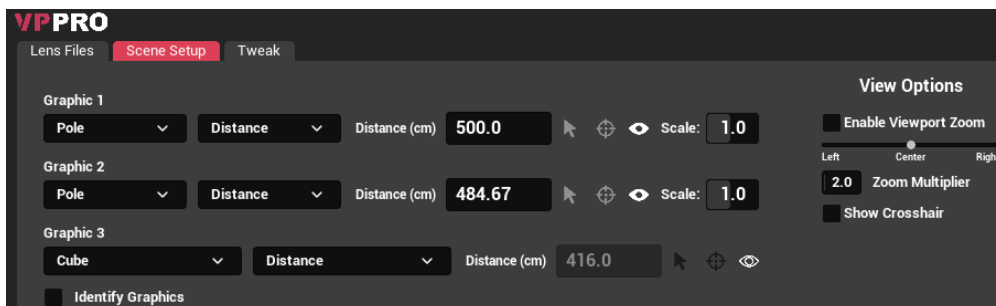 VPPRO
Lens Files Scene Setup Tweak
View Options
Graphic 1
Pole Distance Distance (cm) 500.0 Scale: 1.0
Enable Viewport Zoom
Left Center Righ
Graphic 2
Pole Distance Distance (cm) 484.67 Scale: 1.0
2.0 Zoom Multiplier
Show Crosshair
Graphic 3
Cube Distance Distance (cm) 416.0
Identify Graphics